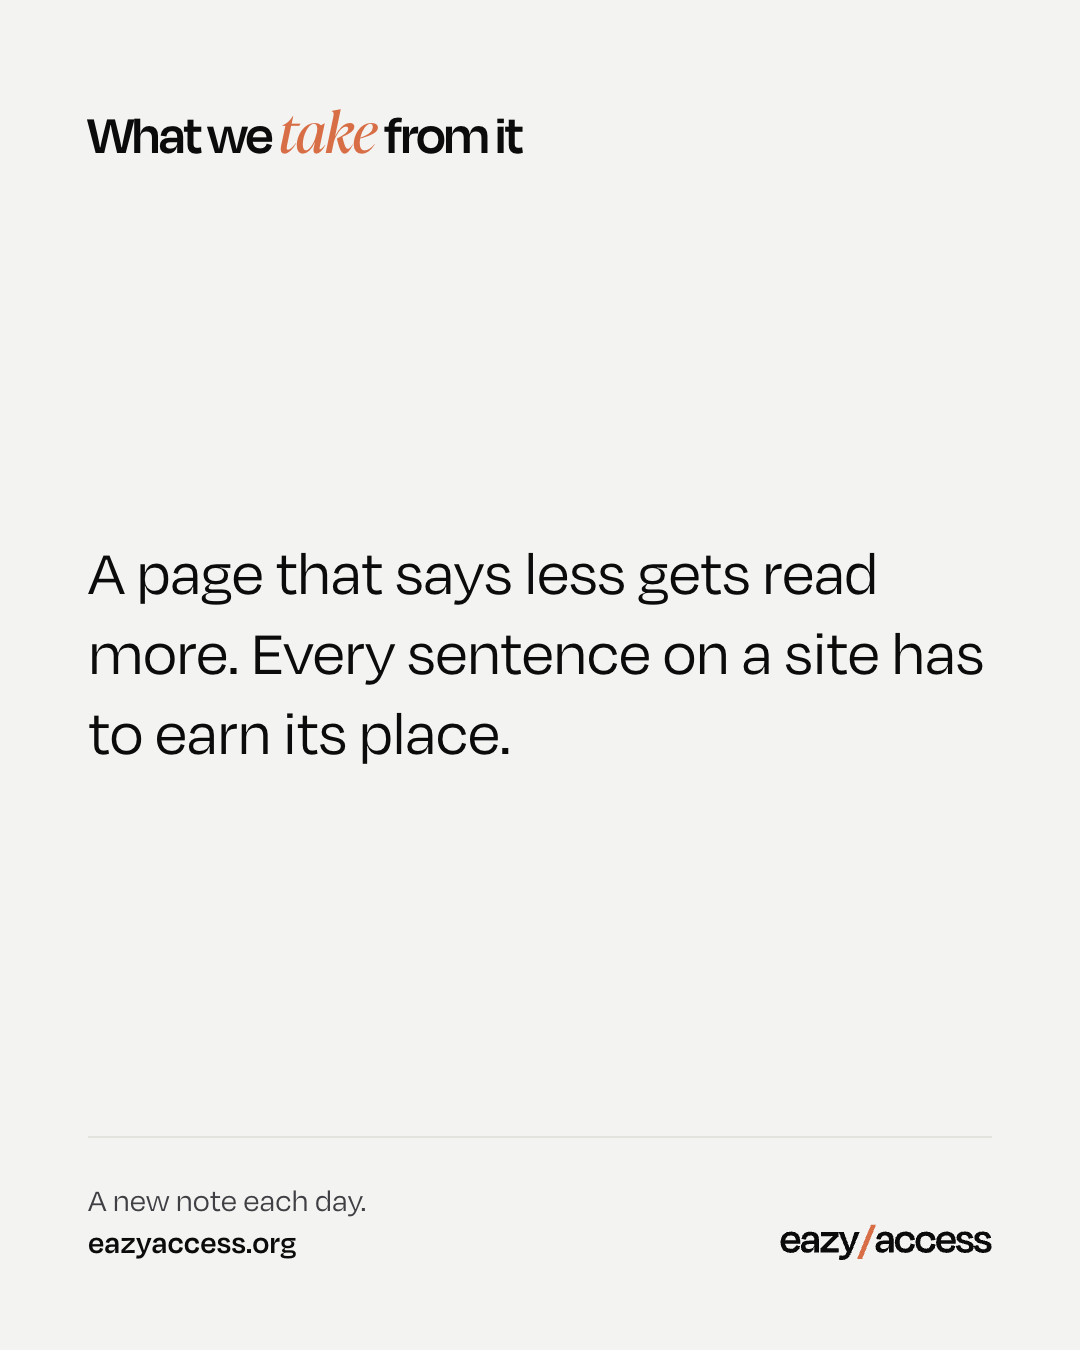 What we take from it
A page that says less gets read
more. Every sentence on a site has
to earn its place.
A new note each day.
eazyaccess.org
eazy/access